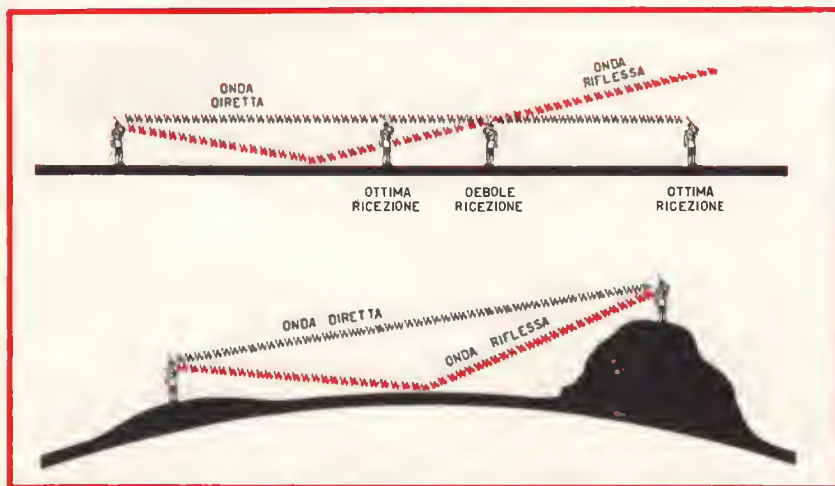 ONDA
DIRETTA
ONDA
RIFLESSA
OTTIMA
RICEZIONE
DEBOLE
RICEZIONE
OTTIMA
RICEZIONE
ONDA DIRETTA
ONDA RIFLESSA